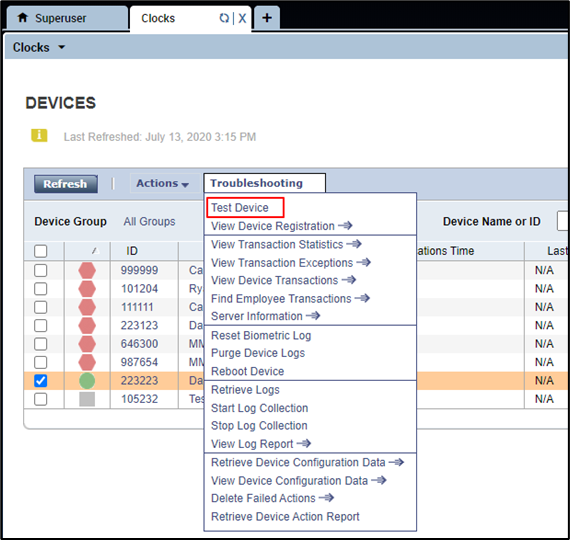 Superuser
Clocks X +
Clocks
DEVICES
i Last Refreshed: July 13, 2020 3:15 PM
Refresh | Actions Troubleshooting
Device Group All Groups Device Name or ID
ID ations Time Last
999999 Ca N/A
101204 Ry N/A
111111 Ca N/A
223123 Da N/A
646300 MM N/A
987654 MM N/A
223223 Da N/A
105232 Tes N/A
Test Device
View Device Registration
View Transaction Statistics
View Transaction Exceptions
View Device Transactions
Find Employee Transactions
Server Information
Reset Biometric Log
Purge Device Logs
Reboot Device
Retrieve Logs
Start Log Collection
Stop Log Collection
View Log Report
Retrieve Device Configuration Data
View Device Configuration Data
Delete Failed Actions
Retrieve Device Action Report